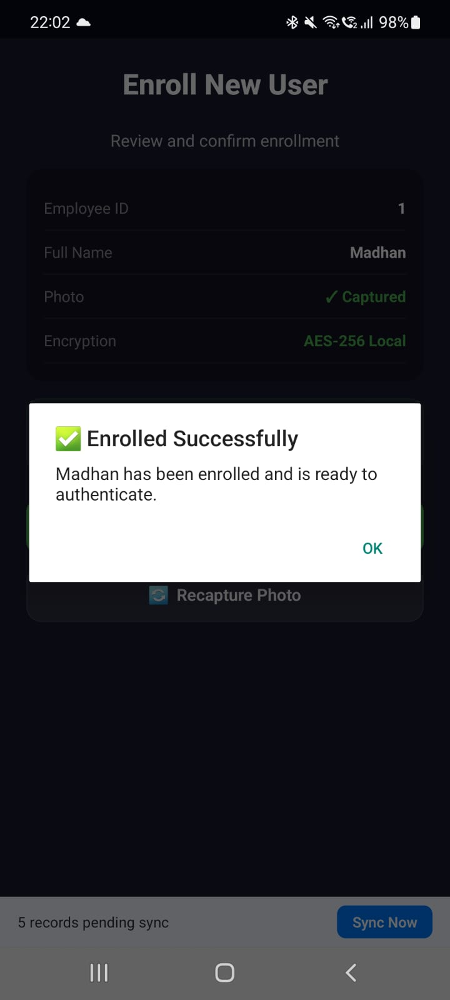 22:02
98%
Enroll New User
Review and confirm enrollment
Employee ID 1
Full Name Madhan
Photo ✓ Captured
Encryption AES-256 Local
✅ Enrolled Successfully
Madhan has been enrolled and is ready to
authenticate.
OK
🔄 Recapture Photo
5 records pending sync
Sync Now